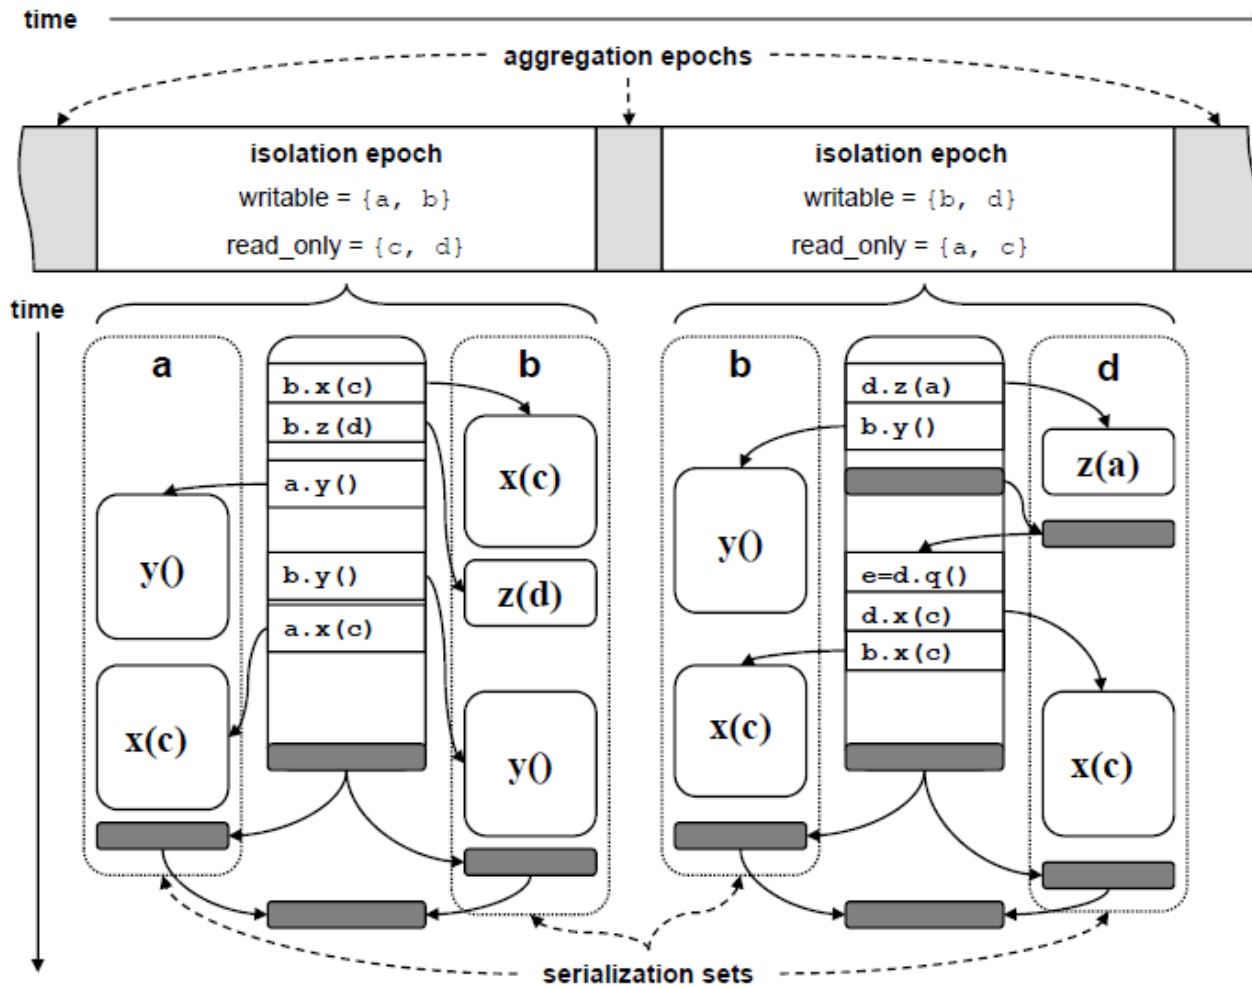 time
aggregation epochs
isolation epoch
writable = {a, b}
read_only = {c, d}
isolation epoch
writable = {b, d}
read_only = {a, c}
time
a
b.x(c)
b.z(d)
a.y()
b.y()
a.x(c)
y()
x(c)
b
x(c)
z(d)
y()
b
y()
x(c)
d.z(a)
b.y()
e=d.q()
d.x(c)
b.x(c)
d
z(a)
x(c)
serialization sets